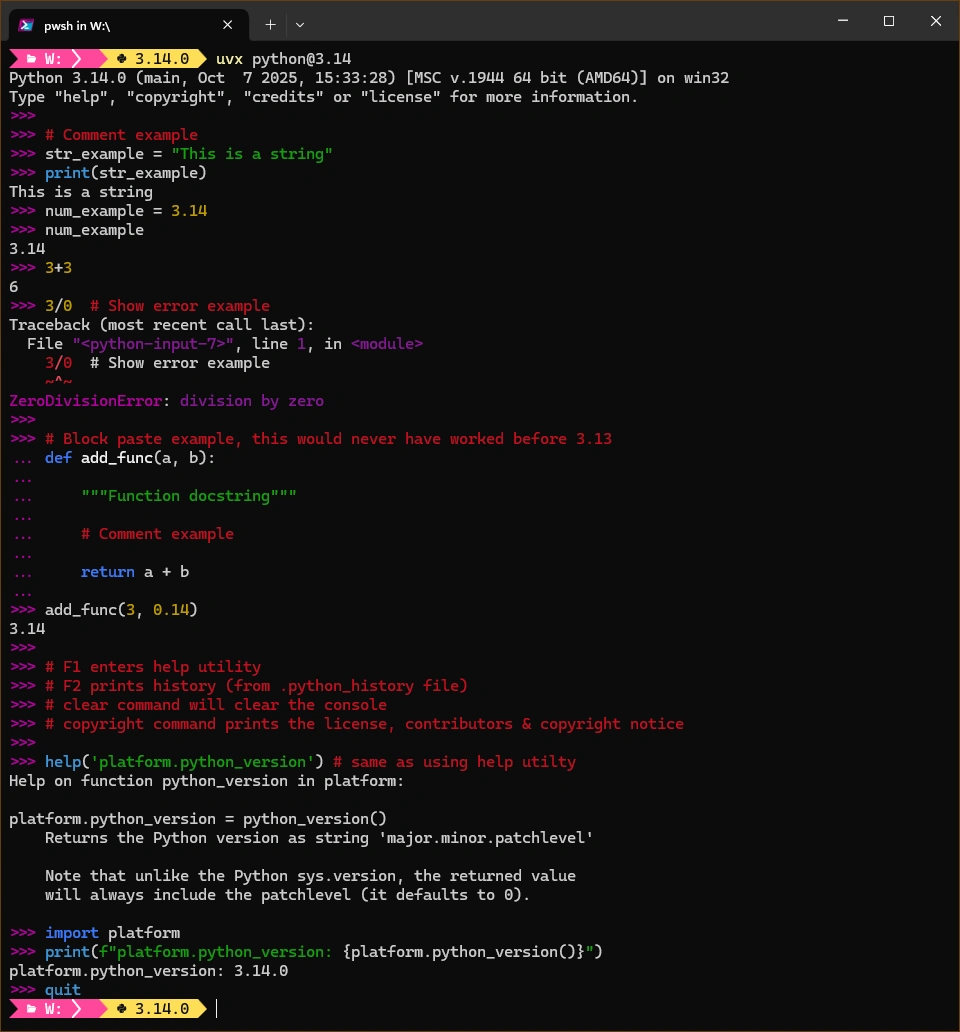 pwsh in W:\
W: 3.14.0 uvx python@3.14
Python 3.14.0 (main, Oct  7 2025, 15:33:28) [MSC v.1944 64 bit (AMD64)] on win32
Type "help", "copyright", "credits" or "license" for more information.
>>>
>>> # Comment example
>>> str_example = "This is a string"
>>> print(str_example)
This is a string
>>> num_example = 3.14
>>> num_example
3.14
>>> 3+3
6
>>> 3/0  # Show error example
Traceback (most recent call last):
  File "<python-input-7>", line 1, in <module>
    3/0  # Show error example
    ~^~
ZeroDivisionError: division by zero
>>>
>>> # Block paste example, this would never have worked before 3.13
... def add_func(a, b):
...
...     """Function docstring"""
...
...     # Comment example
...
...     return a + b
...
>>> add_func(3, 0.14)
3.14
>>>
>>> # F1 enters help utility
>>> # F2 prints history (from .python_history file)
>>> # clear command will clear the console
>>> # copyright command prints the license, contributors & copyright notice
>>>
>>> help('platform.python_version') # same as using help utilty
Help on function python_version in platform:

platform.python_version = python_version()
    Returns the Python version as string 'major.minor.patchlevel'

    Note that unlike the Python sys.version, the returned value
    will always include the patchlevel (it defaults to 0).

>>> import platform
>>> print(f"platform.python_version: {platform.python_version()}")
platform.python_version: 3.14.0
>>> quit
W: 3.14.0